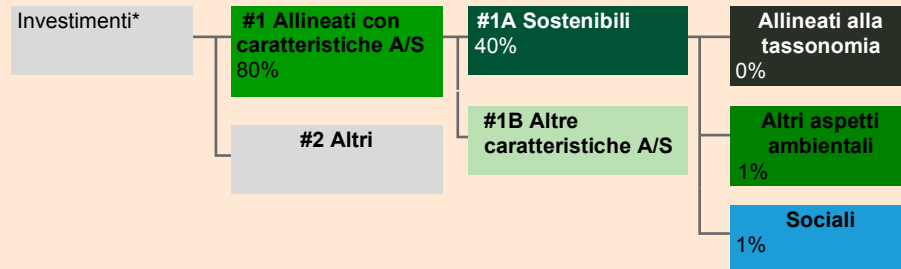 Investimenti*
#1 Allineati con
caratteristiche A/S
80%
#2 Altri
#1A Sostenibili
40%
#1B Altre
caratteristiche A/S
Allineati alla
tassonomia
0%
Altri aspetti
ambientali
1%
Sociali
1%